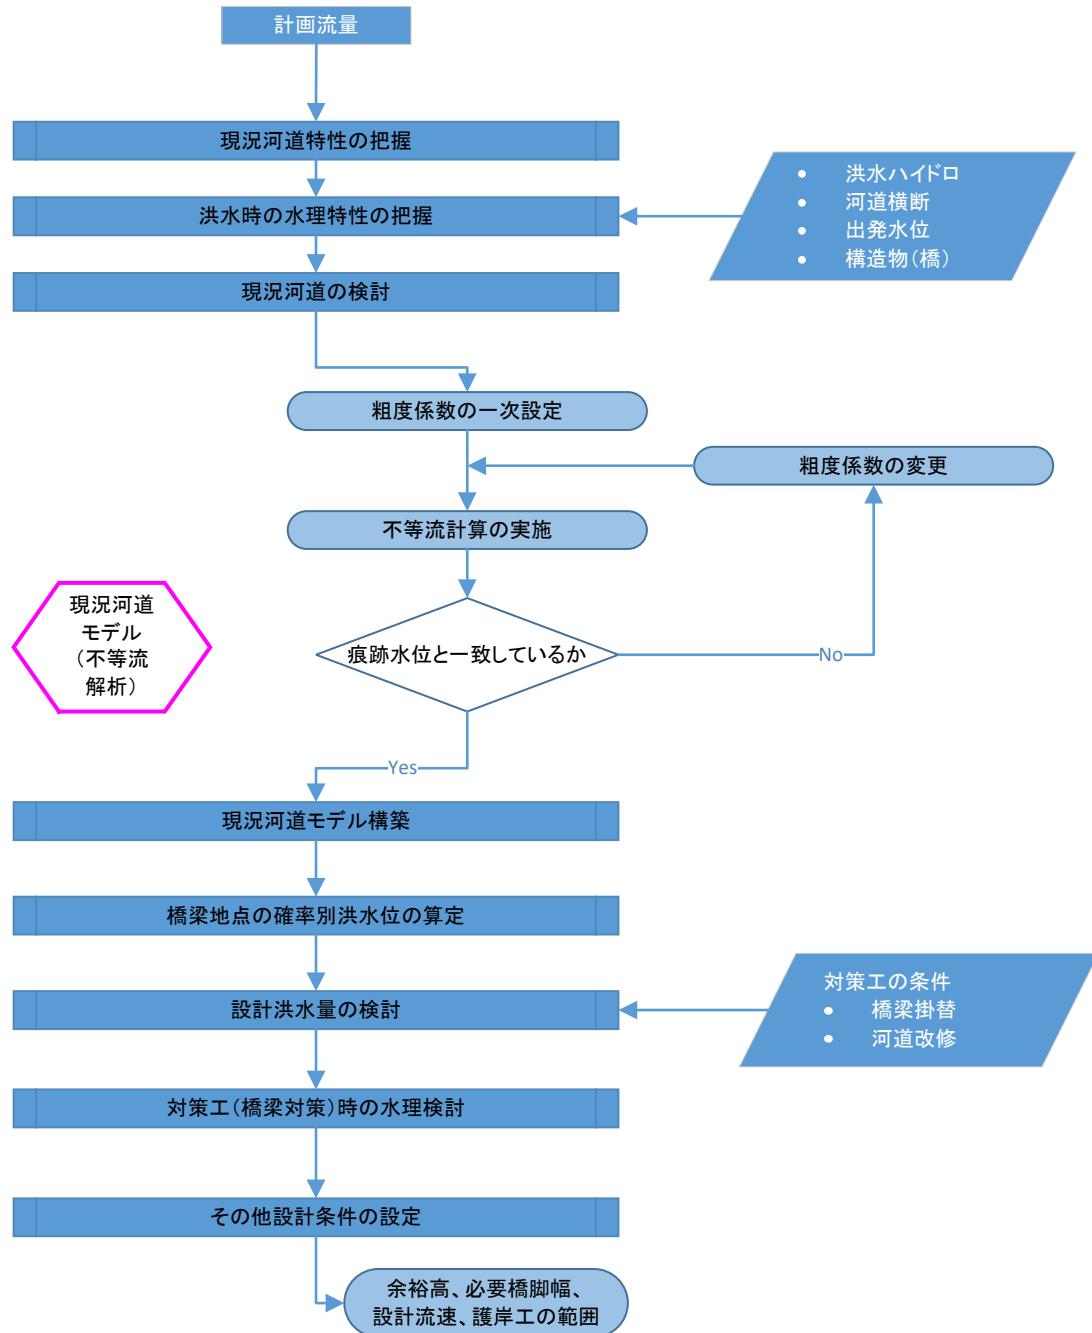 計画流量
現況河道特性の把握
洪水時の水理特性の把握
• 洪水ハイドロ
• 河道横断
• 出発水位
• 構造物（橋）
現況河道の検討
粗度係数の一次設定
粗度係数の変更
不等流計算の実施
現況河道
モデル
（不等流
解析）
痕跡水位と一致しているか
No
Yes
現況河道モデル構築
橋梁地点の確率別洪水位の算定
設計洪水量の検討
対策工の条件
• 橋梁掛替
• 河道改修
対策工（橋梁対策）時の水理検討
その他設計条件の設定
余裕高、必要橋脚幅、
設計流速、護岸工の範囲